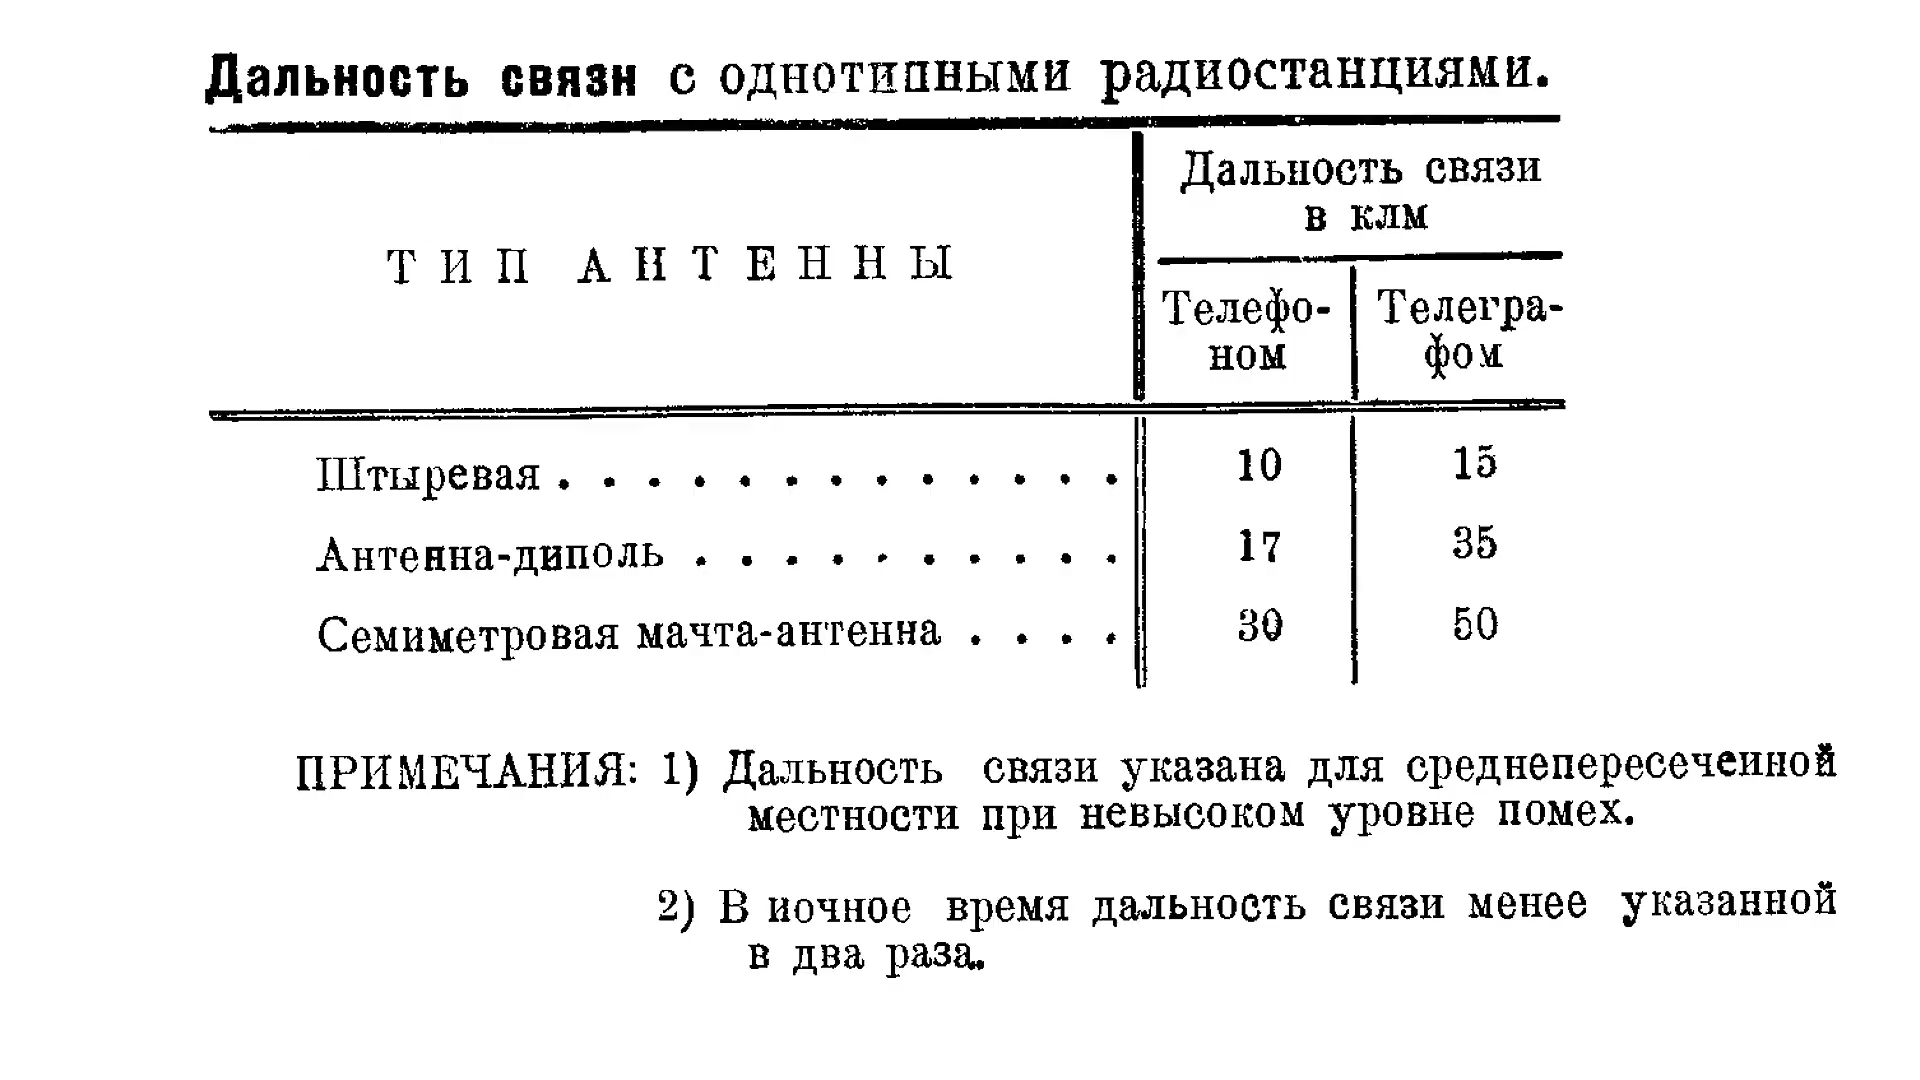 Дальность связи с однотипными радиостанциями.
ТИП АНТЕННЫ
Дальность связи
в клм
Телефо-
ном
Телегра-
фом
Штыревая . . . . . . . . . . . . . 10 15
Антенна-диполь . . . . . . . . . . 17 35
Семиметровая мачта-антенна . . . . 30 50
ПРИМЕЧАНИЯ: 1) Дальность связи указана для среднепересеченной
местности при невысоком уровне помех.
2) В ночное время дальность связи менее указанной
в два раза.